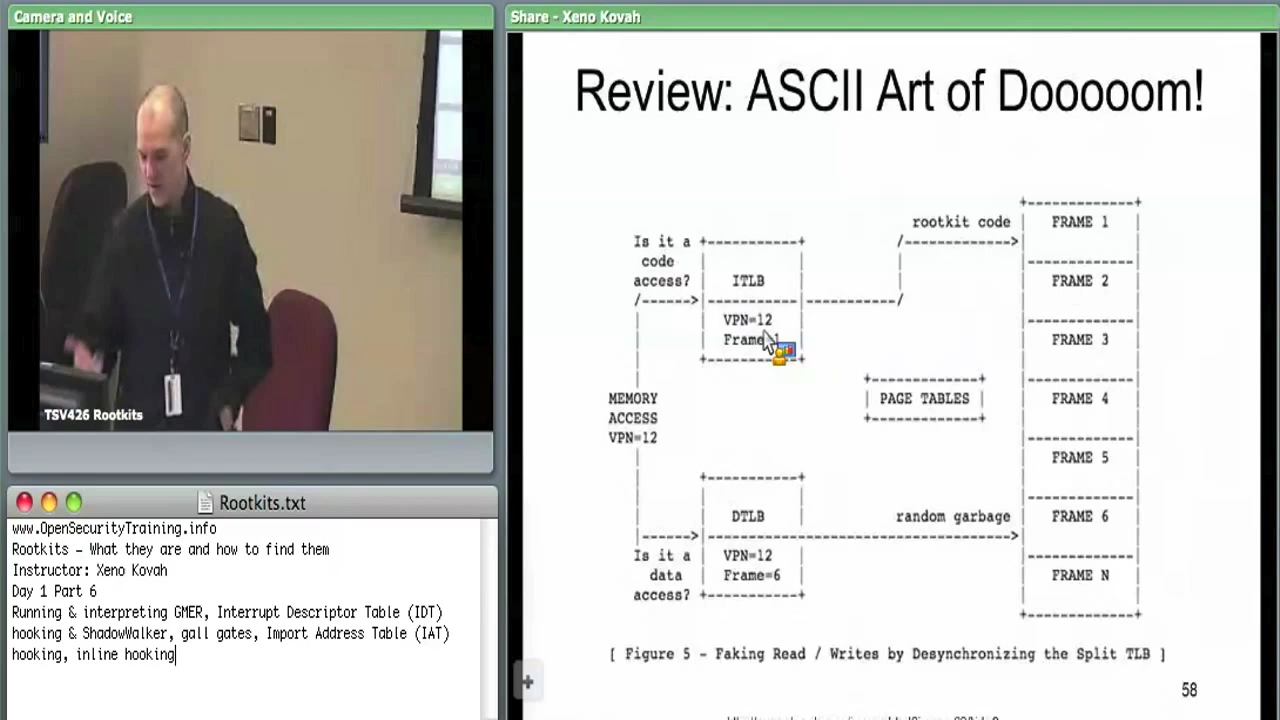 Camera and Voice
TSV426 Rootkits
Rootkits.txt
www.OpenSecurityTraining.info
Rootkits – What they are and how to find them
Instructor: Xeno Kovah
Day 1 Part 6
Running & interpreting GMER, Interrupt Descriptor Table (IDT)
hooking & ShadowWalker, gall gates, Import Address Table (IAT)
hooking, inline hooking
Share - Xeno Kovah
Review: ASCII Art of Dooooom!
rootkit code
Is it a
code
access?
ITLB
VPN=12
MEMORY
ACCESS
VPN=12
PAGE TABLES
DTLB
random garbage
Is it a
data
access?
VPN=12
Frame=6
FRAME 1
FRAME 2
FRAME 3
FRAME 4
FRAME 5
FRAME 6
FRAME N
[ Figure 5 - Faking Read / Writes by Desynchronizing the Split TLB ]
58